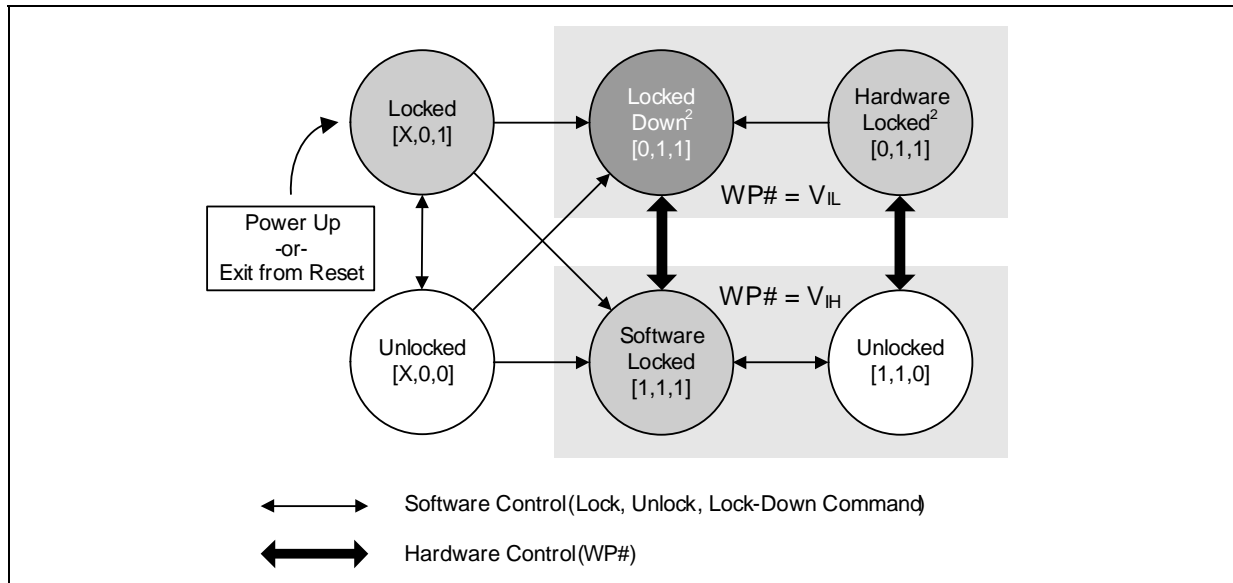 Locked
[X,0,1]
Locked
Down2
[0,1,1]
Hardware
Locked2
[0,1,1]
WP# = VIL
Power Up
-or-
Exit from Reset
WP# = VIH
Unlocked
[X,0,0]
Software
Locked
[1,1,1]
Unlocked
[1,1,0]
Software Control(Lock, Unlock, Lock-Down Command)
Hardware Control(WP#)